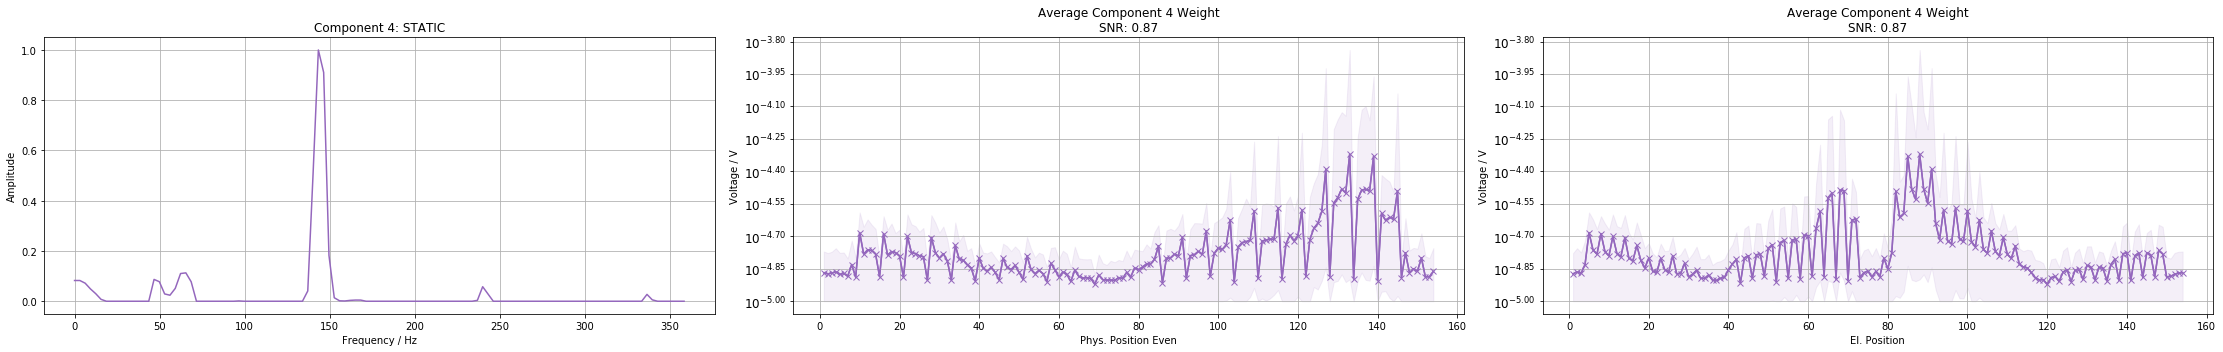 Component 4: STATIC
Amplitude
1.0
0.8
0.6
0.4
0.2
0.0
0 50 100 150 200 250 300 350
Frequency / Hz
Average Component 4 Weight
SNR: 0.87
Voltage / V
10^-3.80
10^-3.95
10^-4.10
10^-4.25
10^-4.40
10^-4.55
10^-4.70
10^-4.85
10^-5.00
0 20 40 60 80 100 120 140 160
Phys. Position Even
Average Component 4 Weight
SNR: 0.87
Voltage / V
10^-3.80
10^-3.95
10^-4.10
10^-4.25
10^-4.40
10^-4.55
10^-4.70
10^-4.85
10^-5.00
0 20 40 60 80 100 120 140 160
El. Position